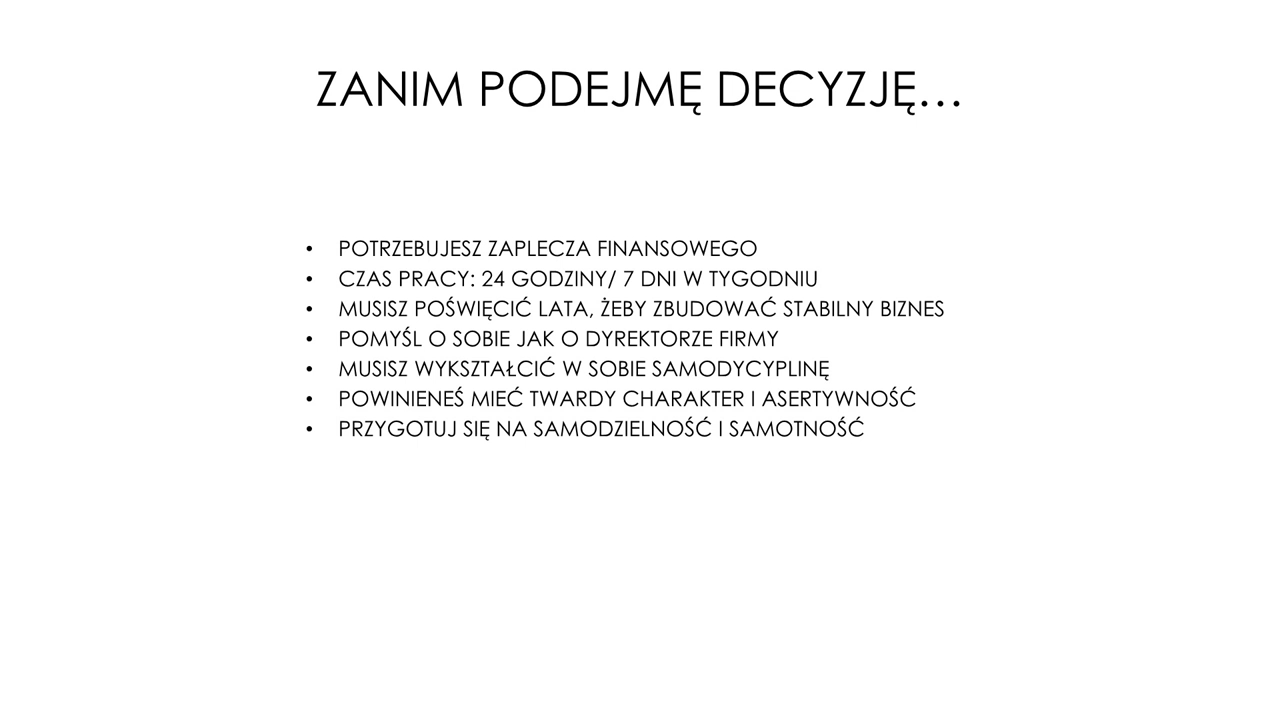 ZANIM PODEJMĘ DECYZJĘ...
• POTRZEBUJESZ ZAPLECZA FINANSOWEGO
• CZAS PRACY: 24 GODZINY/ 7 DNI W TYGODNIU
• MUSISZ POŚWIĘCIĆ LATA, ŻEBY ZBUDOWAĆ STABILNY BIZNES
• POMYŚL O SOBIE JAK O DYREKTORZE FIRMY
• MUSISZ WYKSZTAŁCIĆ W SOBIE SAMODYCYPLINĘ
• POWINIENEŚ MIEĆ TWARDY CHARAKTER I ASERTYWNOŚĆ
• PRZYGOTUJ SIĘ NA SAMODZIELNOŚĆ I SAMOTNOŚĆ